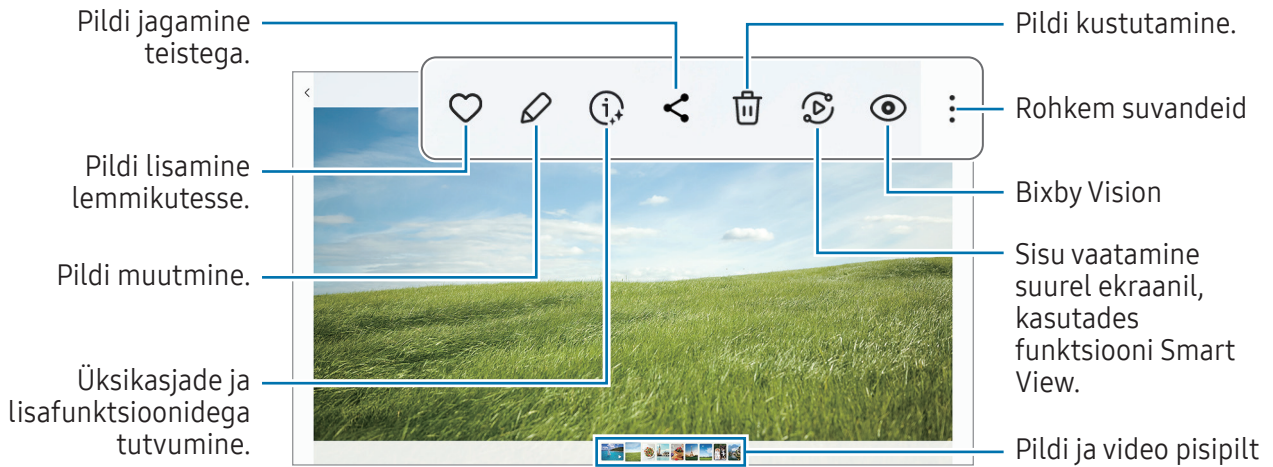 Pildi jagamine
teistega.
Pildi lisamine
lemmikutesse.
Pildi muutmine.
Üksikasjade ja
lisafunktsioonidega
tutvumine.
Pildi kustutamine.
Rohkem suvandeid
Bixby Vision
Sisu vaatamine
suurel ekraanil,
kasutades
funktsiooni Smart
View.
Pildi ja video pisipilt